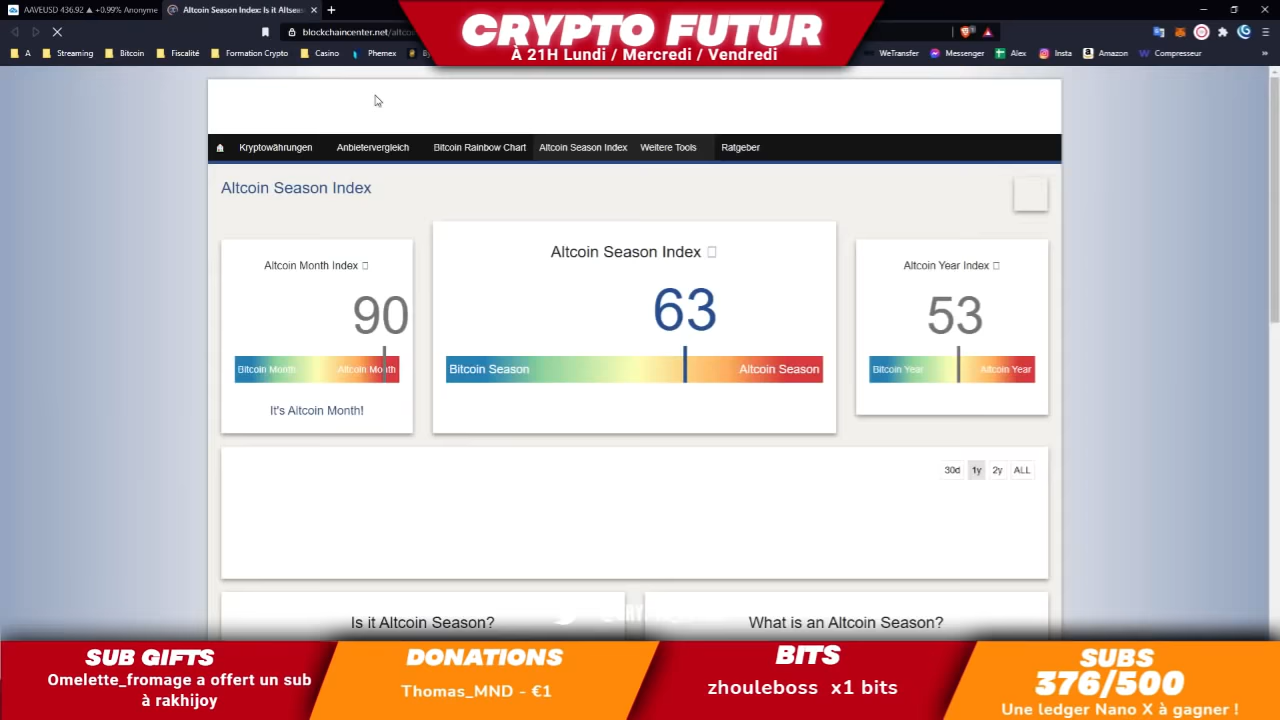 AAVEUSD 436.92 ▲ +0.99% Anonyme
Altcoin Season Index: Is it Altsea
CRYPTO FUTUR
À 21H Lundi / Mercredi / Vendredi
blockchaincenter.net/altcoi
A
Streaming
Bitcoin
Fiscalité
Formation Crypto
Casino
Phemex
WeTransfer
Messenger
Alex
Insta
Amazon
Compresseur
Kryptowährungen
Anbietervergleich
Bitcoin Rainbow Chart
Altcoin Season Index
Weitere Tools
Ratgeber
Altcoin Season Index
Altcoin Month Index
90
Bitcoin Month
Altcoin Month
It's Altcoin Month!
Altcoin Season Index
63
Bitcoin Season
Altcoin Season
Altcoin Year Index
53
Bitcoin Year
Altcoin Year
30d
1y
2y
ALL
Is it Altcoin Season?
What is an Altcoin Season?
SUB GIFTS
Omelette_fromage a offert un sub
à rakhijoy
DONATIONS
Thomas_MND - €1
BITS
zhouleboss x1 bits
SUBS
376/500
Une ledger Nano X à gagner !